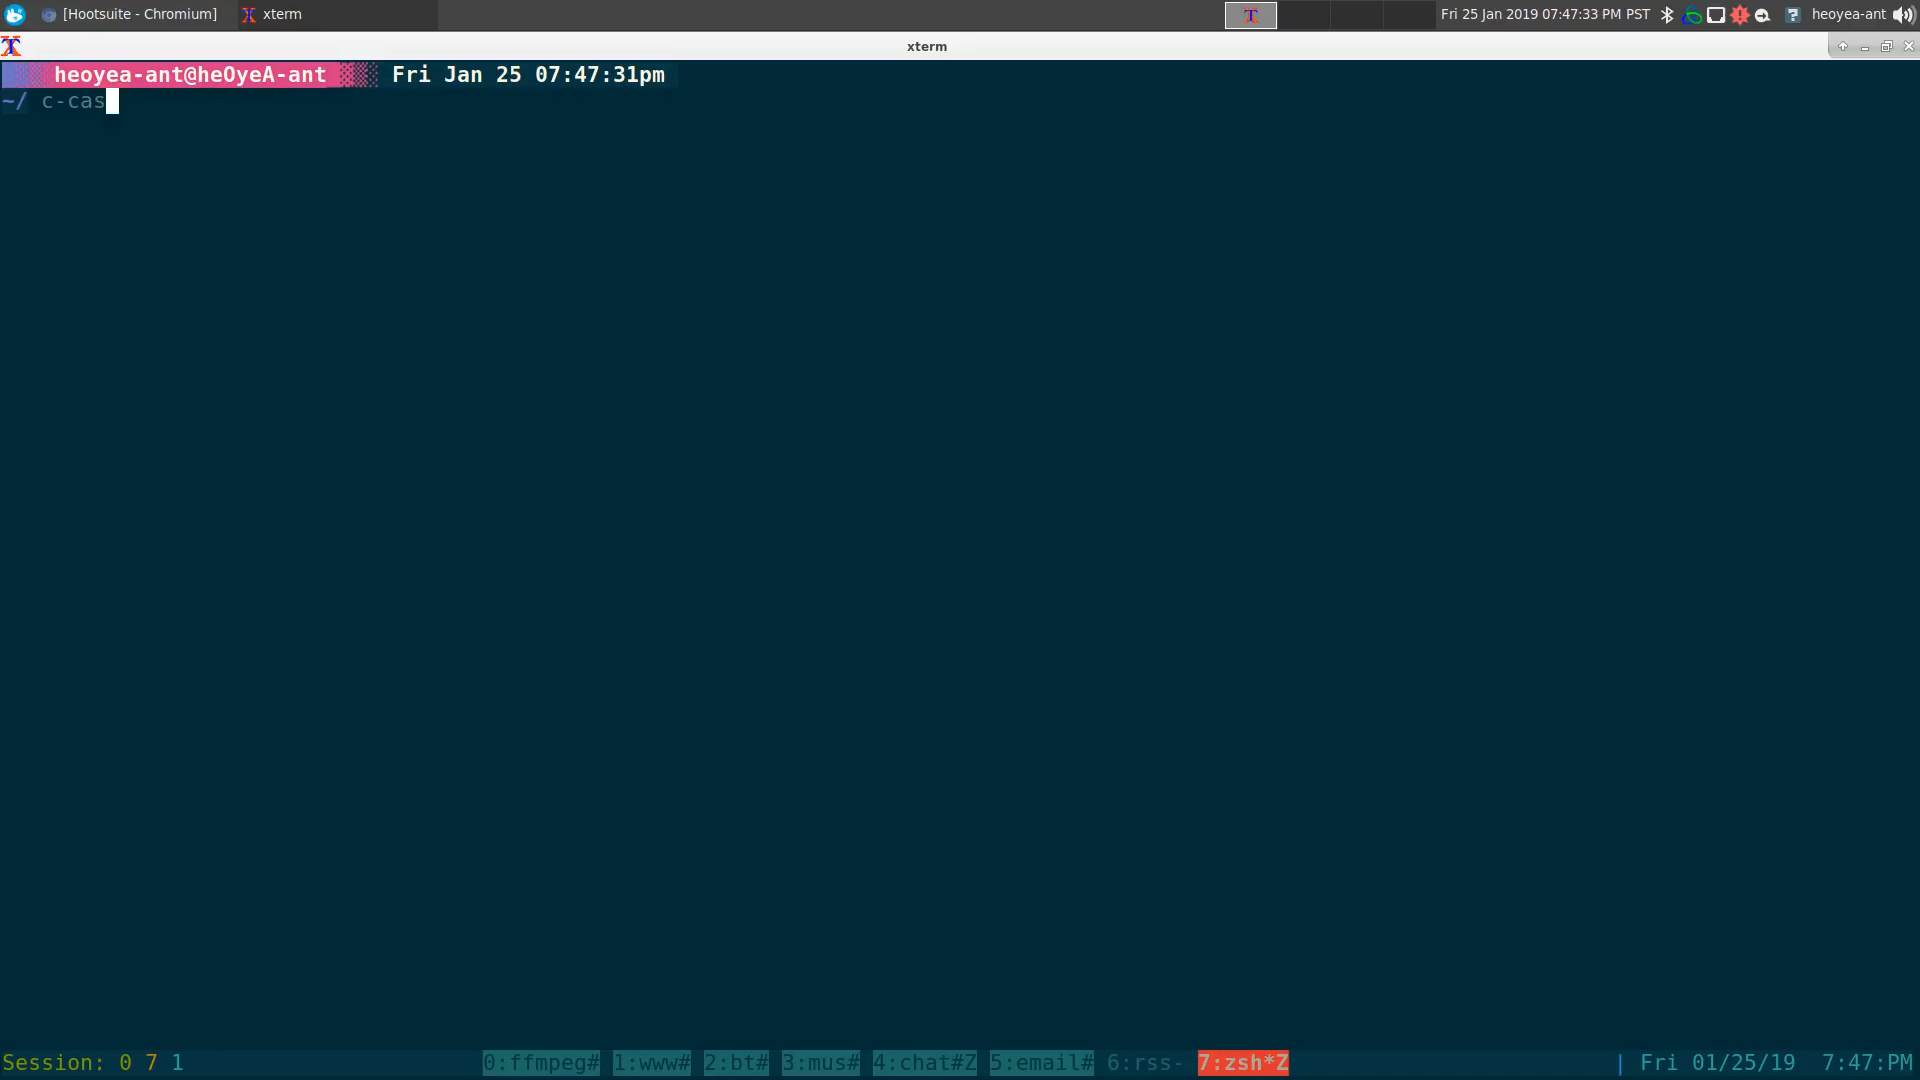 [Hootsuite - Chromium] xterm Fri 25 Jan 2019 07:47:33 PM PST heoyea-ant
xterm
heoyea-ant@heOyeA-ant Fri Jan 25 07:47:31pm
~/ c-cas
Session: 0 7 1 0:ffmpeg# 1:www# 2:bt# 3:mus# 4:chat#Z 5:email# 6:rss- 7:zsh*Z | Fri 01/25/19 7:47:PM